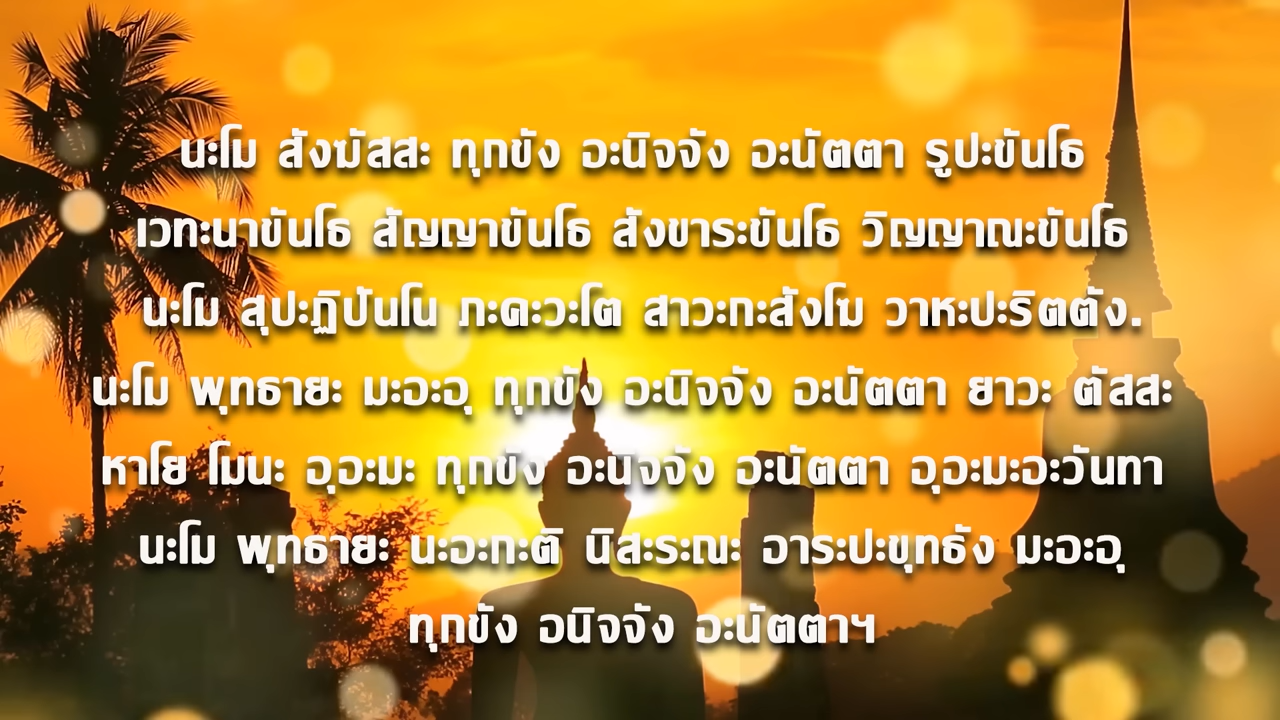 นะโม สังฆัสสะ ทุกขัง อะนิจจัง อะนัตตา รูปะขันโธ
เวทะนาขันโธ สัญญาขันโธ สังขาระขันโธ วิญญาณะขันโธ
นะโม สุปะฏิปันโน ภะคะวะโต สาวะกะสังโฆ วาหะปะริตตัง.
นะโม พุทธายะ มะอะอุ ทุกขัง อะนิจจัง อะนัตตา ยาวะ ตัสสะ
หาโย โมนะ อุอะมะ ทุกขัง อะนิจจัง อะนัตตา อุอะมะอะวันทา
นะโม พุทธายะ นะอะกะติ นิสะระณะ อาระปะขุทธัง มะอะอุ
ทุกขัง อนิจจัง อะนัตตาฯ